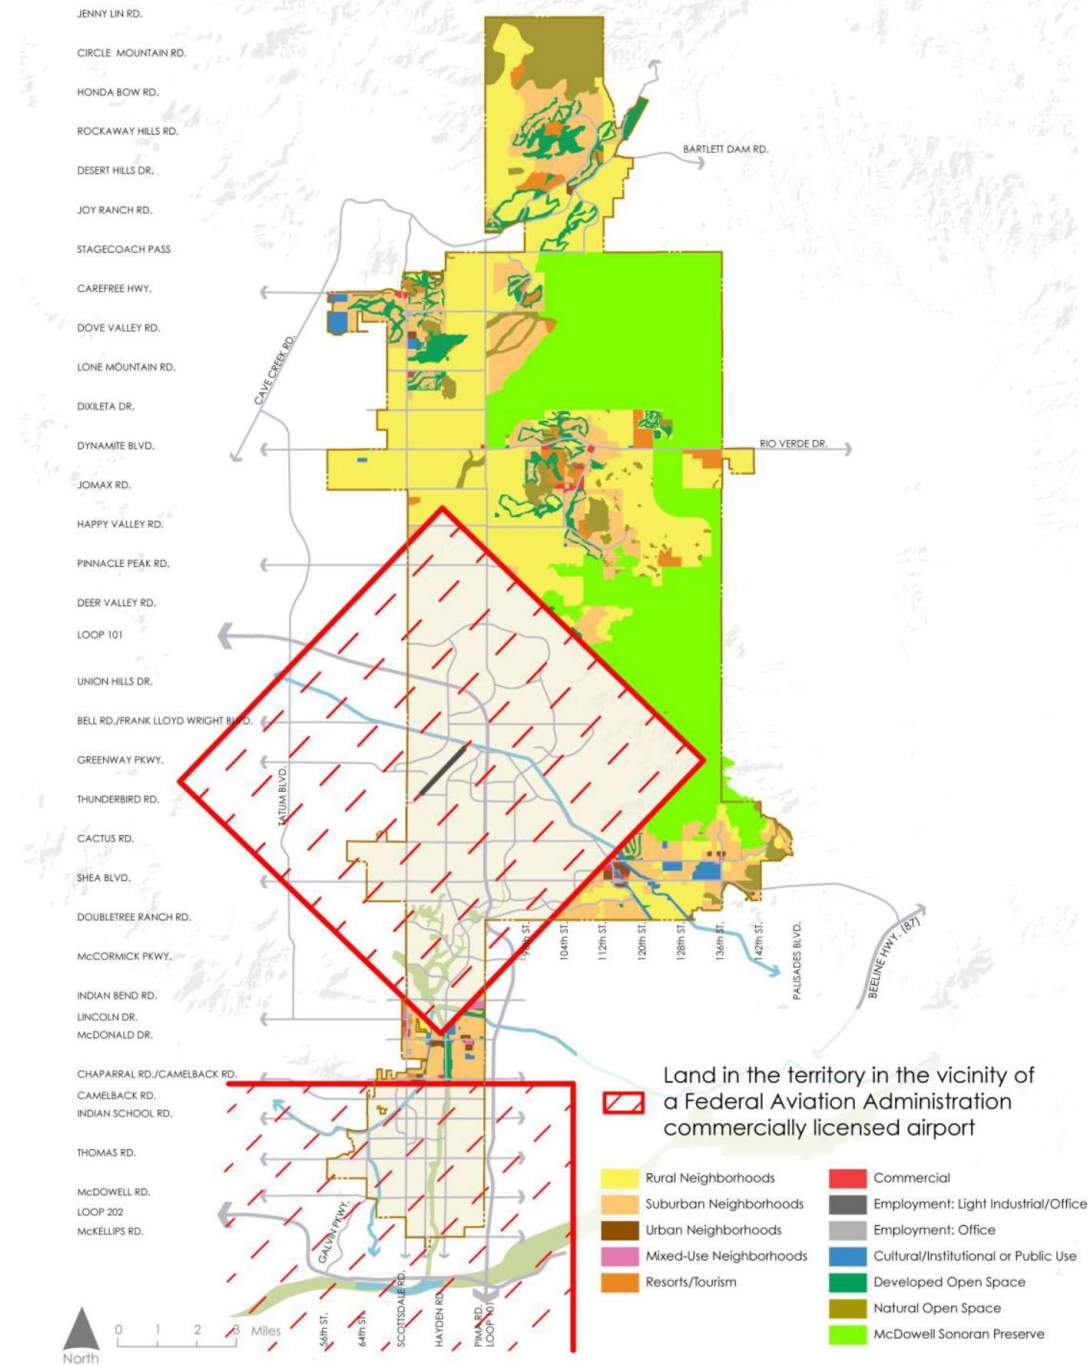 JENNY LIN RD.
CIRCLE MOUNTAIN RD.
HONDA BOW RD.
ROCKAWAY HILLS RD.
BARTLETT DAM RD.
DESERT HILLS DR.
JOY RANCH RD.
STAGECOACH PASS
CAREFREE HWY.
DOVE VALLEY RD.
CAVE CREEK RD.
LONE MOUNTAIN RD.
DIXILETA DR.
DYNAMITE BLVD.
RIO VERDE DR.
JOMAX RD.
HAPPY VALLEY RD.
PINNACLE PEAK RD.
DEER VALLEY RD.
LOOP 101
UNION HILLS DR.
BELL RD./FRANK LLOYD WRIGHT BLVD.
GREENWAY PKWY.
TATUM BLVD.
THUNDERBIRD RD.
CACTUS RD.
SHEA BLVD.
DOUBLETREE RANCH RD.
McCORMICK PKWY.
104th ST.
112th ST.
120th ST.
128th ST.
136th ST.
142th ST.
PALISADES BLVD.
BEELINE HWY. (87)
INDIAN BEND RD.
LINCOLN DR.
McDONALD DR.
CHAPARRAL RD./CAMELBACK RD.
CAMELBACK RD.
INDIAN SCHOOL RD.
THOMAS RD.
McDOWELL RD.
LOOP 202
McKELLIPS RD.
GALVIN PKWY.
56th ST.
64th ST.
SCOTTSDALE RD.
HAYDEN RD.
PIMA RD.
LOOP 101
Land in the territory in the vicinity of
a Federal Aviation Administration
commercially licensed airport
Rural Neighborhoods
Suburban Neighborhoods
Urban Neighborhoods
Mixed-Use Neighborhoods
Resorts/Tourism
Commercial
Employment: Light Industrial/Office
Employment: Office
Cultural/Institutional or Public Use
Developed Open Space
Natural Open Space
McDowell Sonoran Preserve
0 1 2 3 Miles
North